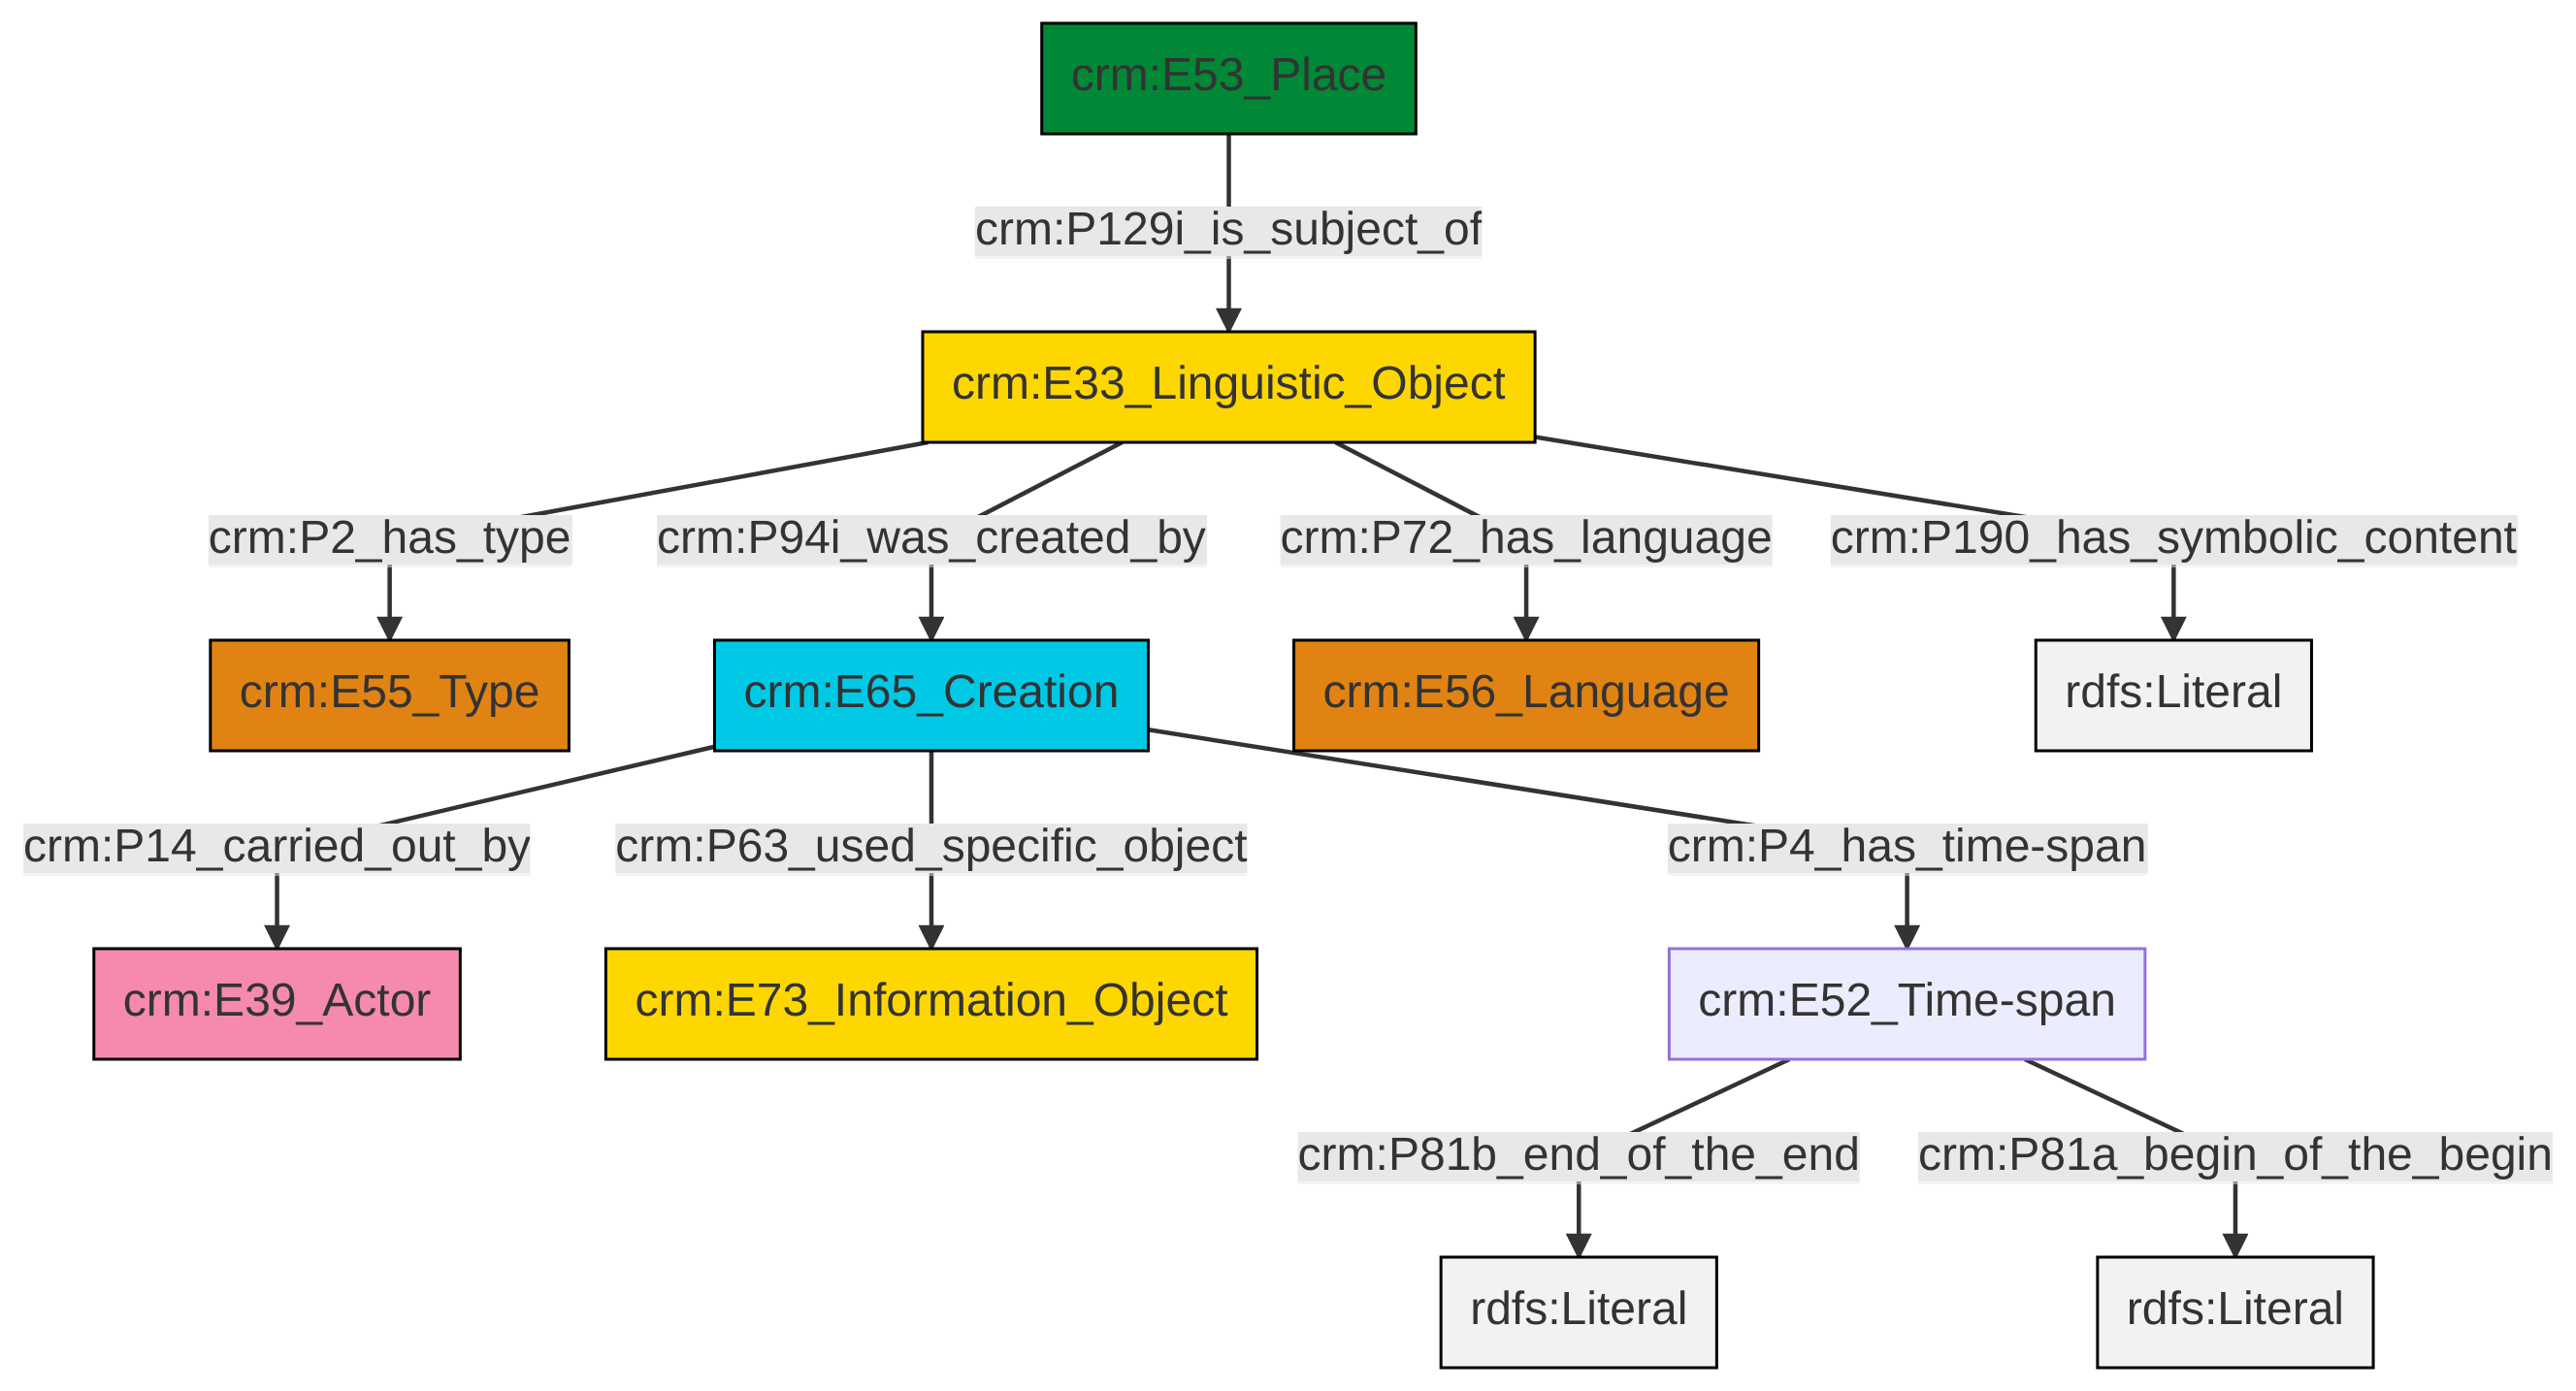 crm:E53_Place
crm:P129i_is_subject_of
crm:E33_Linguistic_Object
crm:P2_has_type
crm:P94i_was_created_by
crm:P72_has_language
crm:P190_has_symbolic_content
crm:E55_Type
crm:E65_Creation
crm:E56_Language
rdfs:Literal
crm:P14_carried_out_by
crm:P63_used_specific_object
crm:P4_has_time-span
crm:E39_Actor
crm:E73_Information_Object
crm:E52_Time-span
crm:P81b_end_of_the_end
crm:P81a_begin_of_the_begin
rdfs:Literal
rdfs:Literal